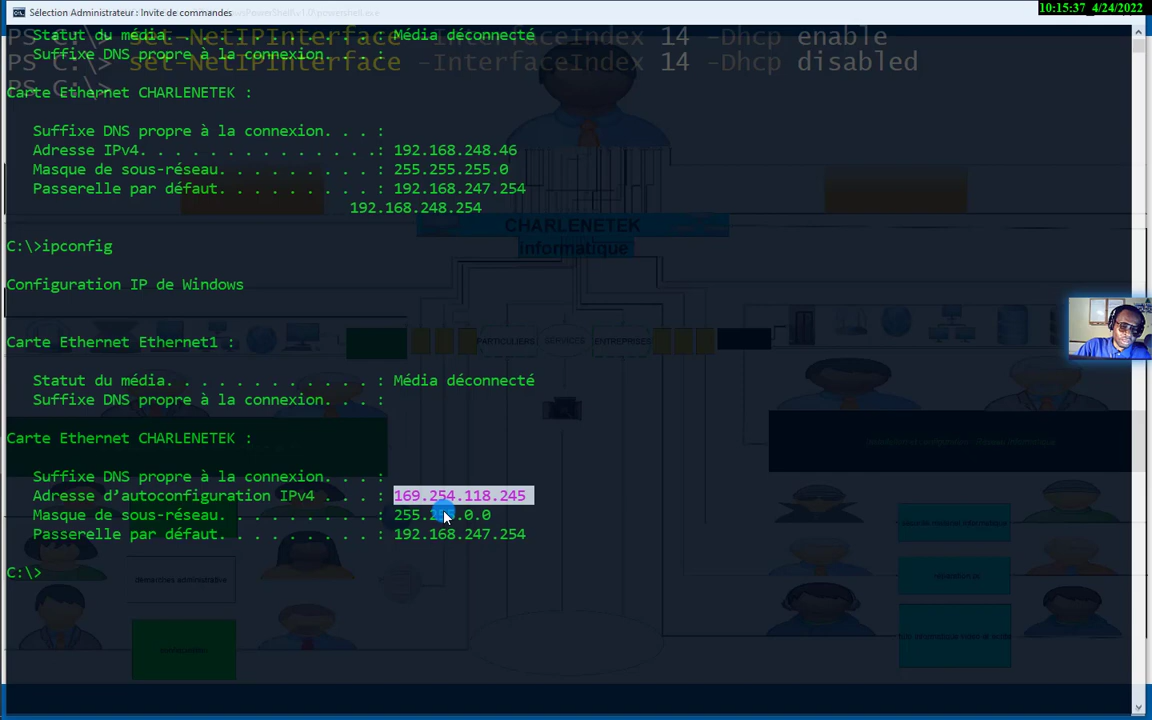 Sélection Administrateur : Invite de commandes
10:15:37 4/24/2022
PS C:\> set-NetIPInterface -InterfaceIndex 14 -Dhcp enable
PS C:\> set-NetIPInterface -InterfaceIndex 14 -Dhcp disabled
PS C:\>
Statut du média. . . . . . . . . . . . : Média déconnecté
Suffixe DNS propre à la connexion. . . :
Carte Ethernet CHARLENETEK :
Suffixe DNS propre à la connexion. . . :
Adresse IPv4. . . . . . . . . . . . . .: 192.168.248.46
Masque de sous-réseau. . . . . . . . . : 255.255.255.0
Passerelle par défaut. . . . . . . . . : 192.168.247.254
192.168.248.254
CHARLENETEK
Informatique
C:\>ipconfig
Configuration IP de Windows
Carte Ethernet Ethernet1 :
PARTICULIERS
SERVICES
ENTREPRISES
Statut du média. . . . . . . . . . . . : Média déconnecté
Suffixe DNS propre à la connexion. . . :
Carte Ethernet CHARLENETEK :
Suffixe DNS propre à la connexion. . . :
Adresse d'autoconfiguration IPv4 . . . : 169.254.118.245
Masque de sous-réseau. . . . . . . . . : 255.255.0.0
Passerelle par défaut. . . . . . . . . : 192.168.247.254
C:\>
démarches administrative